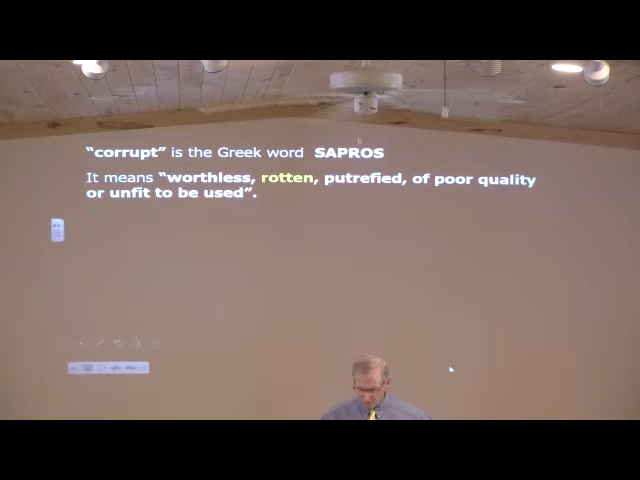 “corrupt” is the Greek word SAPROS
It means “worthless, rotten, putrefied, of poor quality
or unfit to be used”.